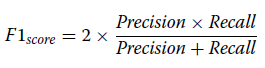 F1score = 2 × Precision × Recall / Precision + Recall